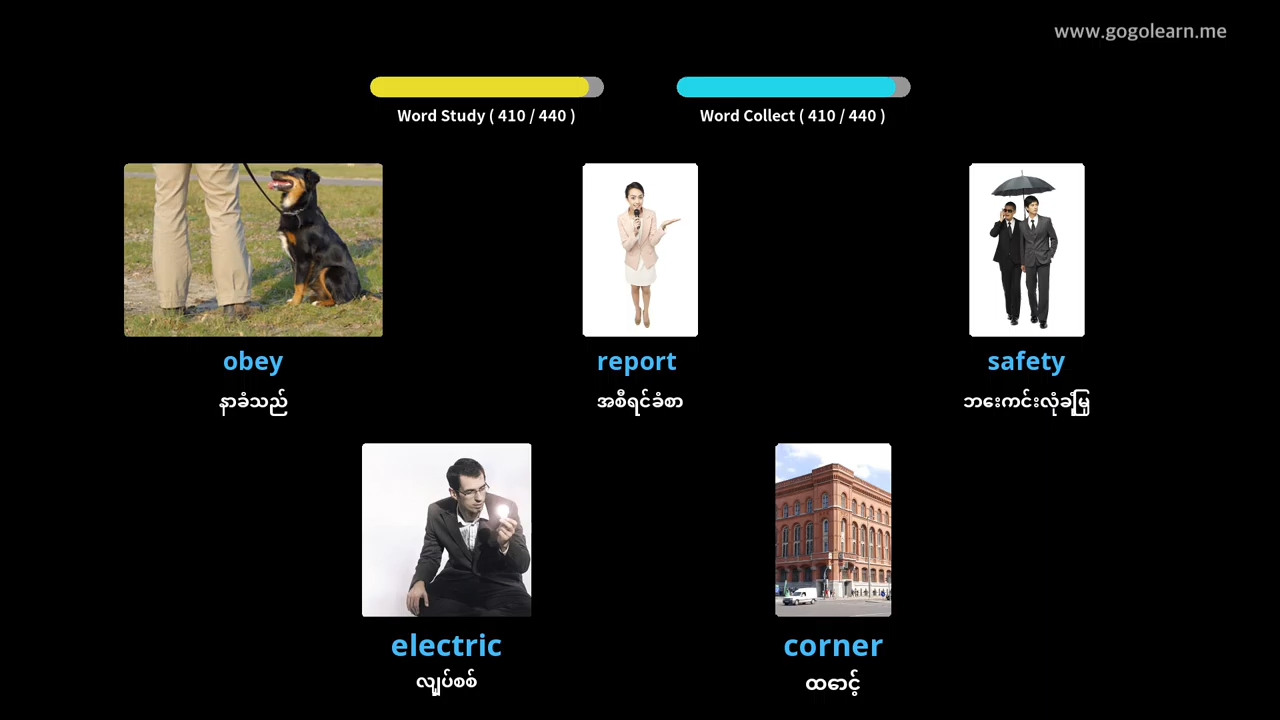 www.gogolearn.me
Word Study ( 410 / 440 )
Word Collect ( 410 / 440 )
obey
report
safety
နာခံသည်
အစီရင်ခံစာ
ဘေးကင်းလုံခြုံမှု
electric
corner
လျှပ်စစ်
ထောင့်